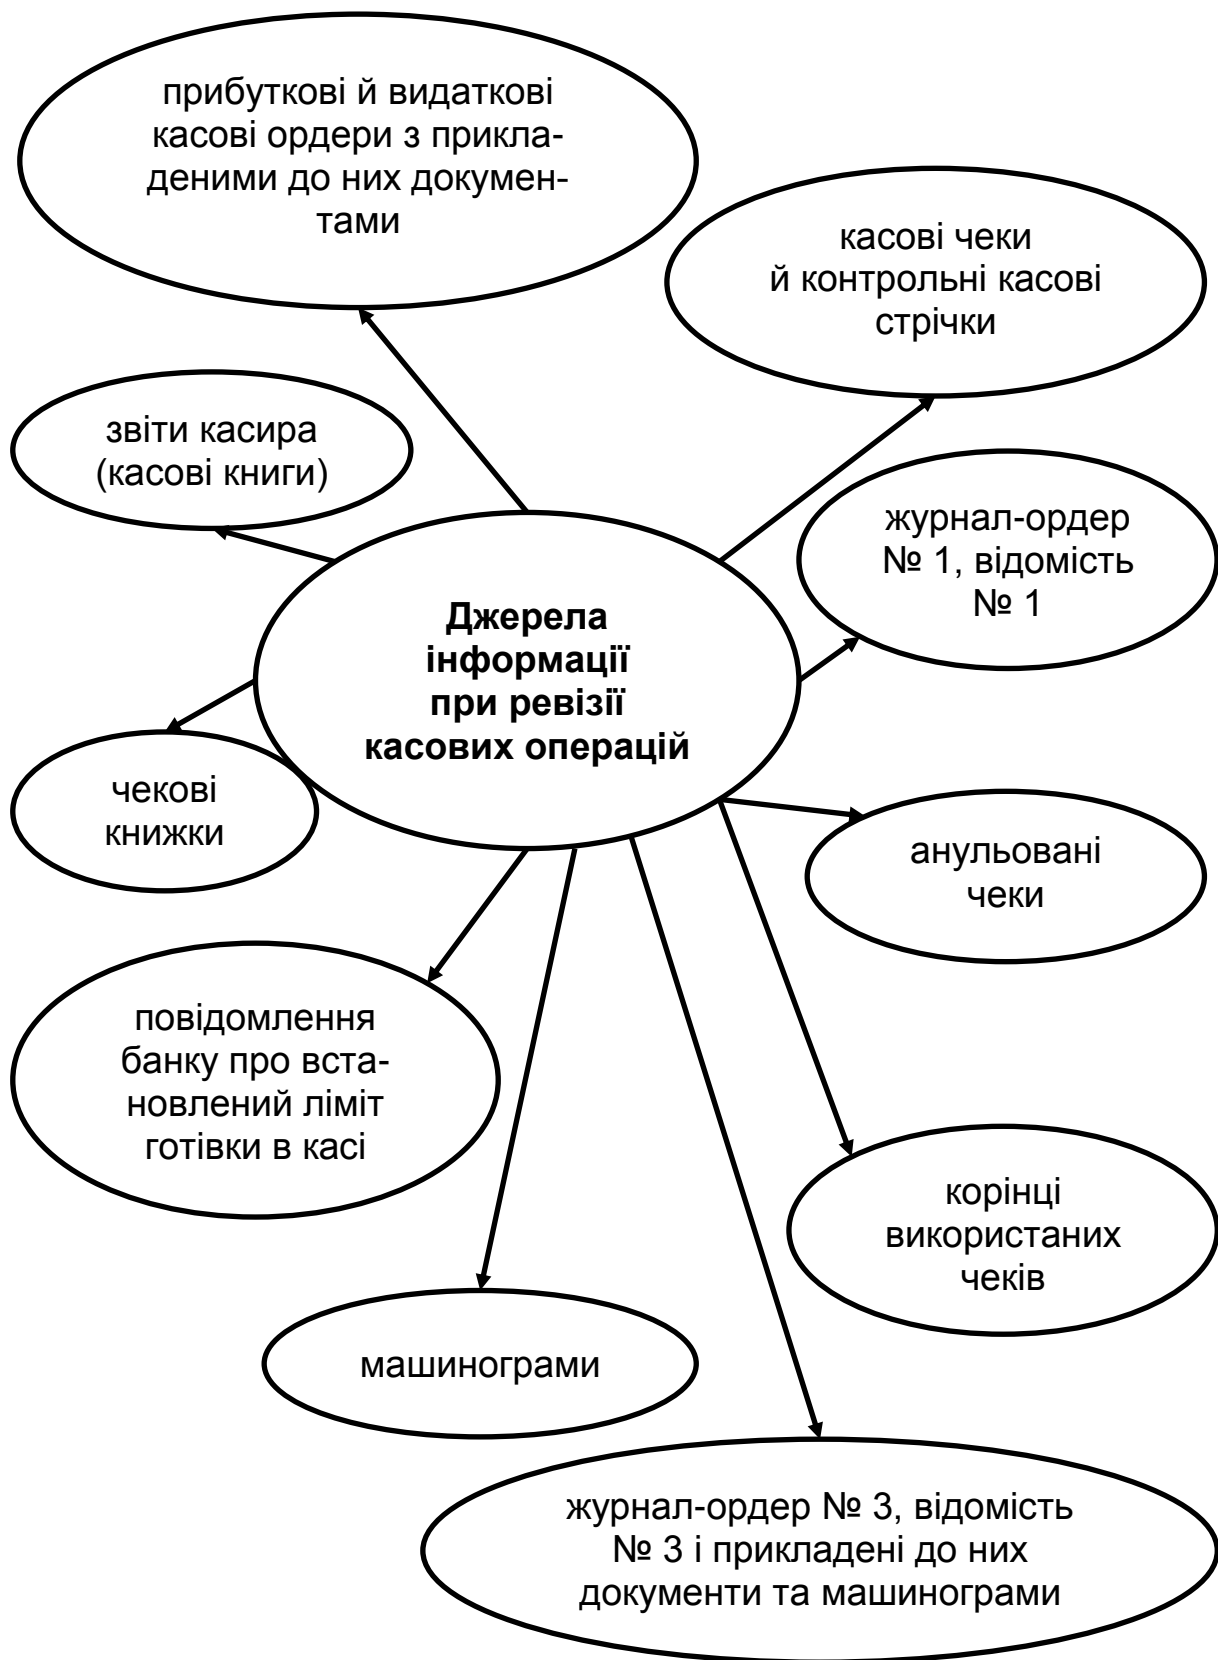 прибуткові й видаткові
касові ордери з прикла-
деними до них докумен-
тами
касові чеки
й контрольні касові
стрічки
звіти касира
(касові книги)
журнал-ордер
№ 1, відомість
№ 1
Джерела
інформації
при ревізії
касових операцій
чекові
книжки
анульовані
чеки
повідомлення
банку про вста-
новлений ліміт
готівки в касі
корінці
використаних
чеків
машинограми
журнал-ордер № 3, відомість
№ 3 і прикладені до них
документи та машинограми